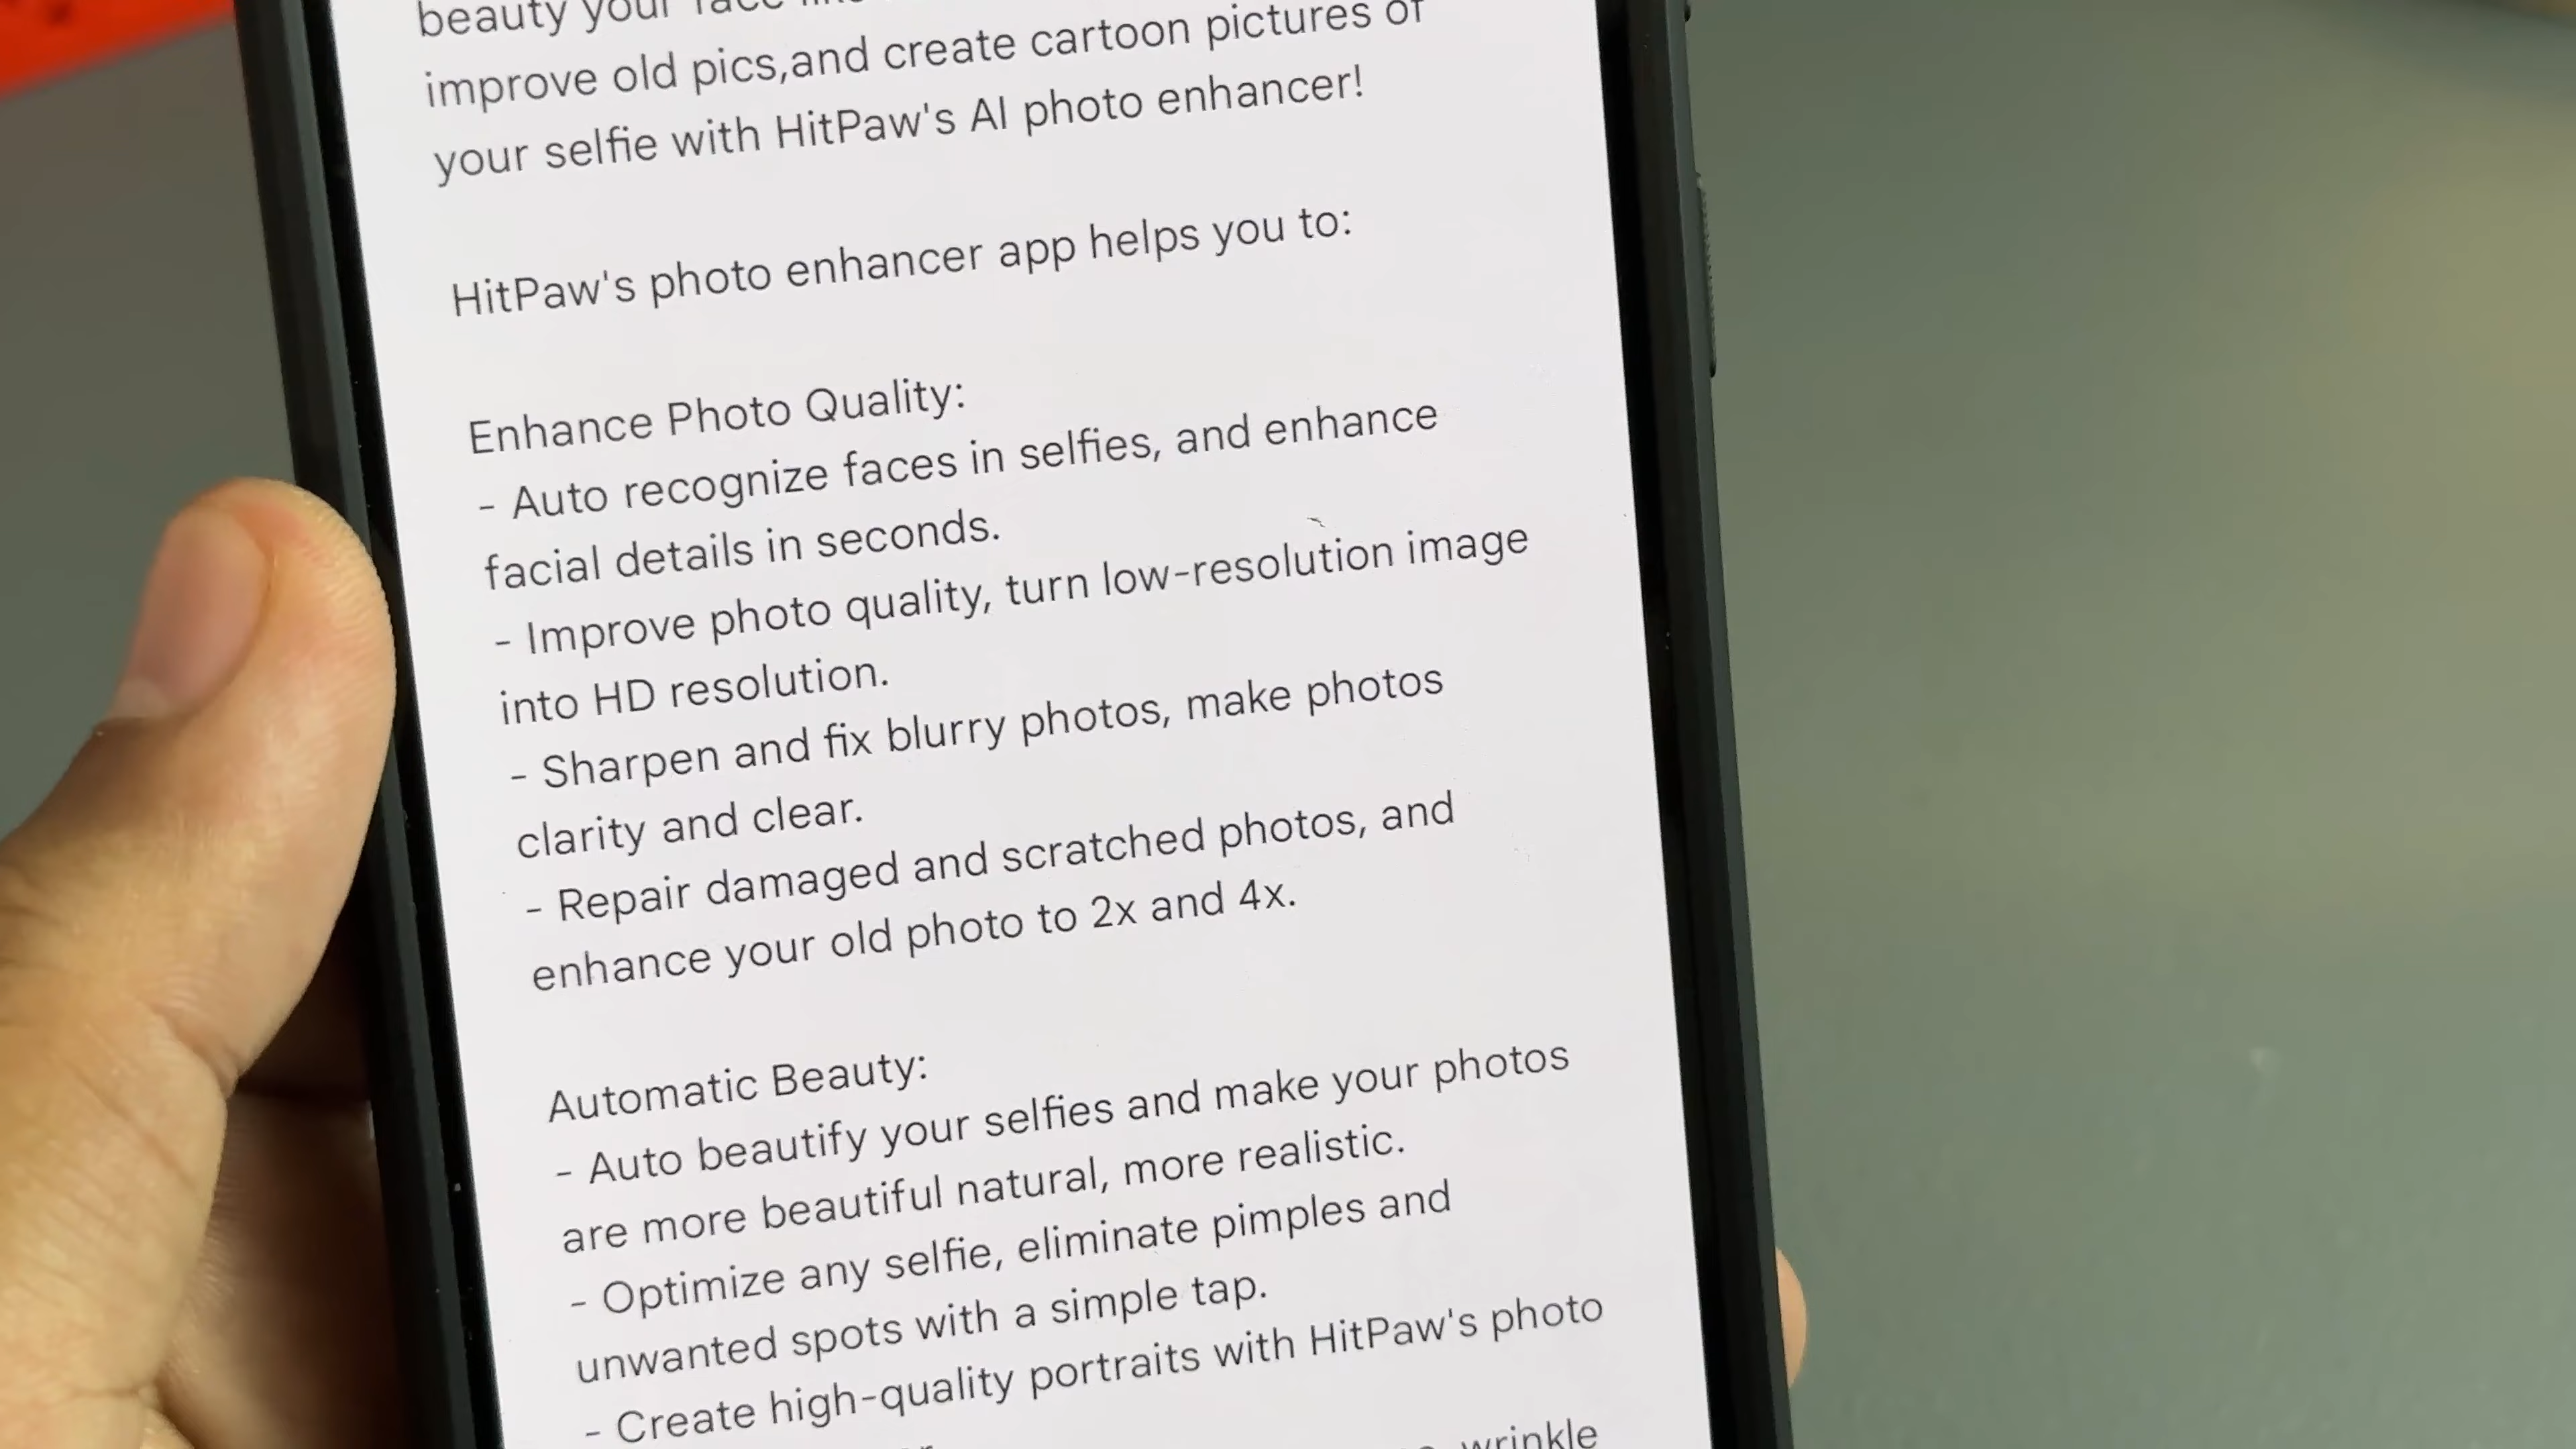 beauty your face
improve old pics,and create cartoon pictures of
your selfie with HitPaw's AI photo enhancer!
HitPaw's photo enhancer app helps you to:
Enhance Photo Quality:
- Auto recognize faces in selfies, and enhance
facial details in seconds.
- Improve photo quality, turn low-resolution image
into HD resolution.
- Sharpen and fix blurry photos, make photos
clarity and clear.
- Repair damaged and scratched photos, and
enhance your old photo to 2x and 4x.
Automatic Beauty:
- Auto beautify your selfies and make your photos
are more beautiful natural, more realistic.
- Optimize any selfie, eliminate pimples and
unwanted spots with a simple tap.
- Create high-quality portraits with HitPaw's photo
wrinkle